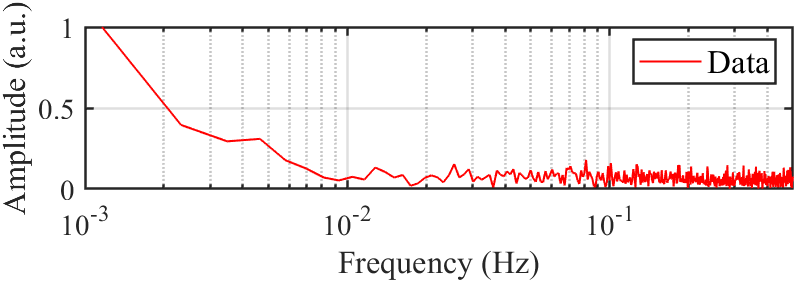 Amplitude (a.u.)
1
0.5
0
Data
10^-3
10^-2
10^-1
Frequency (Hz)